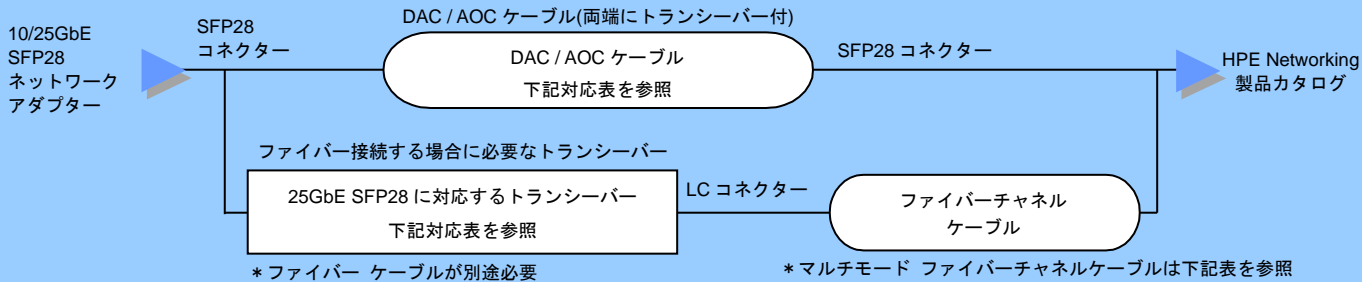 10/25GbE
SFP28
ネットワーク
アダプター
SFP28
コネクター
DAC / AOC ケーブル(両端にトランシーバー付)
DAC / AOC ケーブル
下記対応表を参照
SFP28 コネクター
HPE Networking
製品カタログ
ファイバー接続する場合に必要なトランシーバー
25GbE SFP28 に対応するトランシーバー
下記対応表を参照
LC コネクター
ファイバーチャネル
ケーブル
*ファイバー ケーブルが別途必要
*マルチモード ファイバーチャネルケーブルは下記表を参照